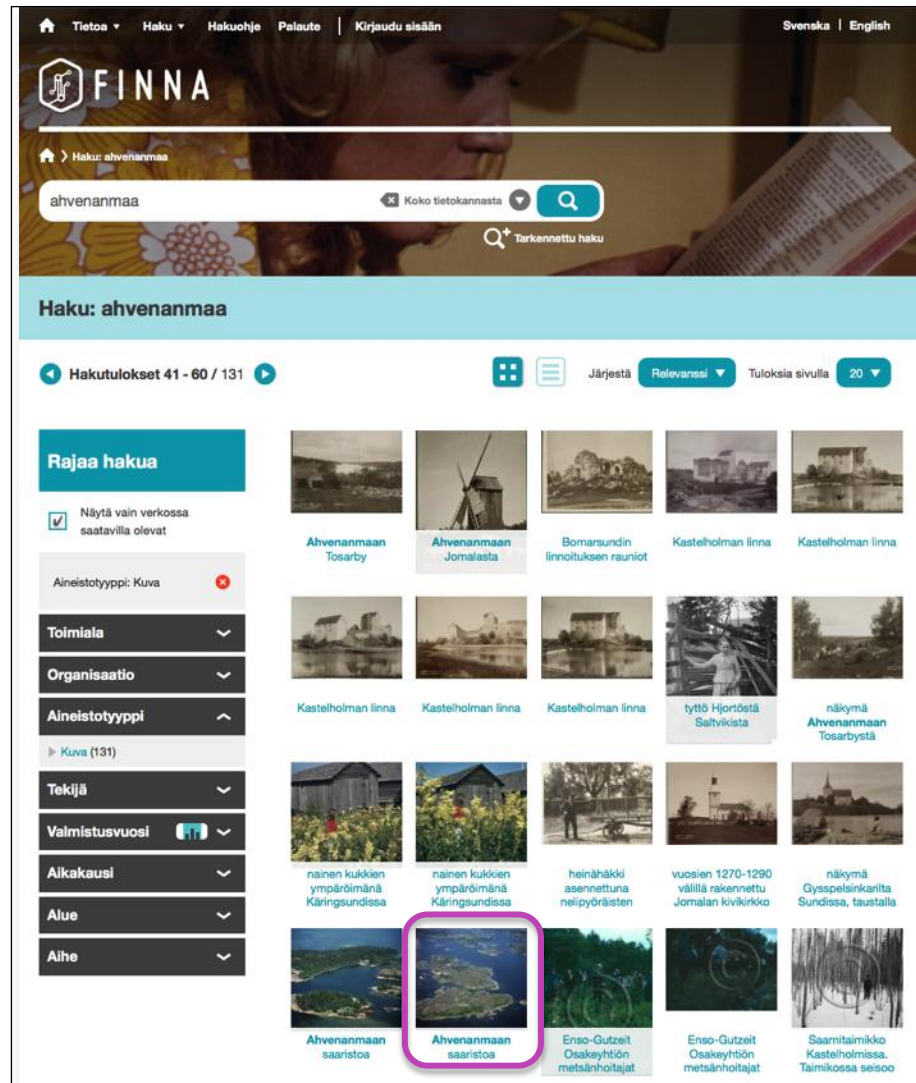 Tietoa Haku Hakuohje Palaute | Kirjaudu sisään Svenska | English
FINNA
Haku: ahvenanmaa
ahvenanmaa Koko tietokannasta
Tarkennettu haku
Haku: ahvenanmaa
Hakutulokset 41 - 60 / 131 Järjestä Relevanssi Tuloksia sivulla 20
Rajaa hakua
Näytä vain verkossa
saatavilla olevat
Aineistotyyppi: Kuva
Toimiala
Organisaatio
Aineistotyyppi
Kuva (131)
Tekijä
Valmistusvuosi
Aikakausi
Alue
Aihe
Ahvenanmaan
Tosarby
Ahvenanmaan
Jomalasta
Bomarsundin
linnoituksen rauniot
Kastelholman linna
Kastelholman linna
Kastelholman linna
Kastelholman linna
Kastelholman linna
tyttö Hjortöstä
Saltvikista
näkymä
Ahvenanmaan
Tosarbystä
nainen kukkien
ympäröimänä
Käringsundissa
nainen kukkien
ympäröimänä
Käringsundissa
heinähäkki
asennettuna
nelipyöräisten
vuosien 1270-1290
välillä rakennettu
Jomalan kivikirkko
näkymä
Gysspelsinkarilta
Sundissa, taustalla
Ahvenanmaan
saaristoa
Ahvenanmaan
saaristoa
Enso-Gutzeit
Osakeyhtiön
metsänhoitajat
Enso-Gutzeit
Osakeyhtiön
metsänhoitajat
Saarnitaimikko
Kastelholmissa.
Taimikossa seisoo